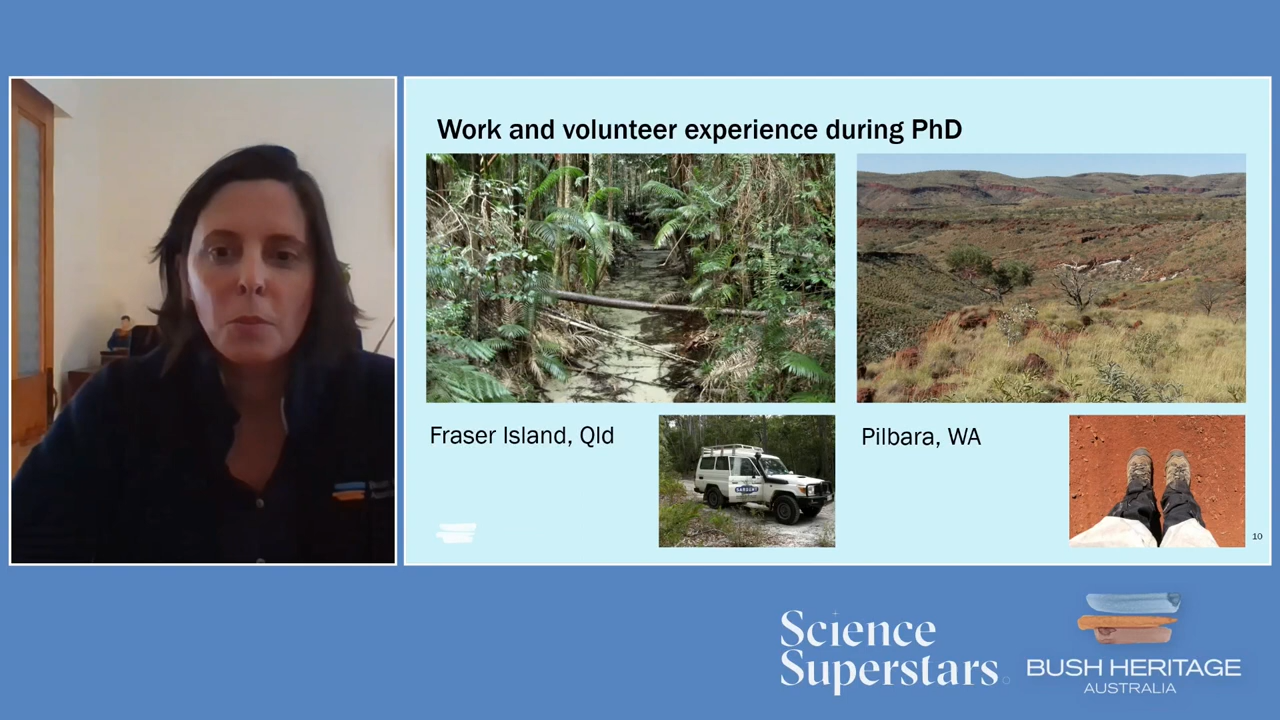 Work and volunteer experience during PhD
Fraser Island, Qld
Pilbara, WA
10
Science
Superstars
BUSH HERITAGE
AUSTRALIA